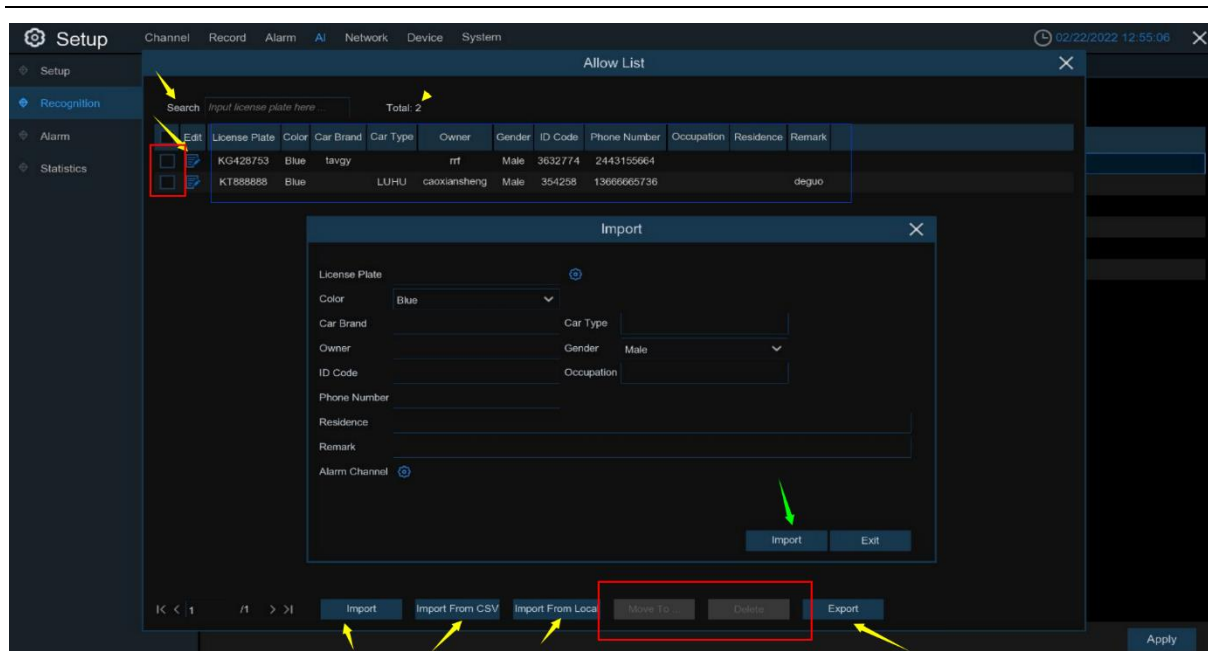 Setup Channel Record Alarm AI Network Device System 02/22/2022 12:55:06
Allow List
Setup
Recognition
Alarm
Statistics
Search Input license plate here ... Total: 2
Edit License Plate Color Car Brand Car Type Owner Gender ID Code Phone Number Occupation Residence Remark
KG428753 Blue tavgy rrf Male 3632774 2443155664
KT888888 Blue LUHU caoxiansheng Male 354258 13666665736 deguo
Import
License Plate
Color Blue
Car Brand Car Type
Owner Gender Male
ID Code Occupation
Phone Number
Residence
Remark
Alarm Channel
Import Exit
1 /1 Import Import From CSV Import From Local Move To ... Delete Export
Apply